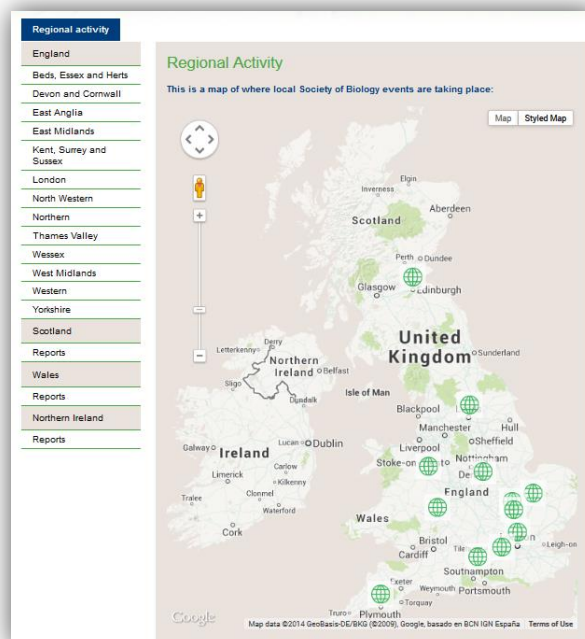 Regional activity
England
Beds, Essex and Herts
Devon and Cornwall
East Anglia
East Midlands
Kent, Surrey and
Sussex
London
North Western
Northern
Thames Valley
Wessex
West Midlands
Western
Yorkshire
Scotland
Reports
Wales
Reports
Northern Ireland
Reports
Regional Activity
This is a map of where local Society of Biology events are taking place:
Map
Styled Map
Elgin
Inverness
Aberdeen
Scotland
Perth
Dundee
Glasgow
Edinburgh
United
Kingdom
Sunderland
Derry
Letterkenny
Northern
Ireland
Belfast
Sligo
Dundalk
Isle of Man
Blackpool
Hull
Manchester
Galway
Ireland
Lucan
Dublin
Liverpool
Sheffield
Stoke-on
Nottingham
Carlow
De
Limerick
Kilkenny
England
Tralee
Clonmel
Waterford
Wales
Cork
Bristol
Cardiff
Tile
on
Leigh-on
Southampton
Exeter
Weymouth
Portsmouth
Torquay
Truro
Plymouth
Google
Map data ©2014 GeoBasis-DE/BKG (©2009), Google, basado en BCN IGN España
Terms of Use